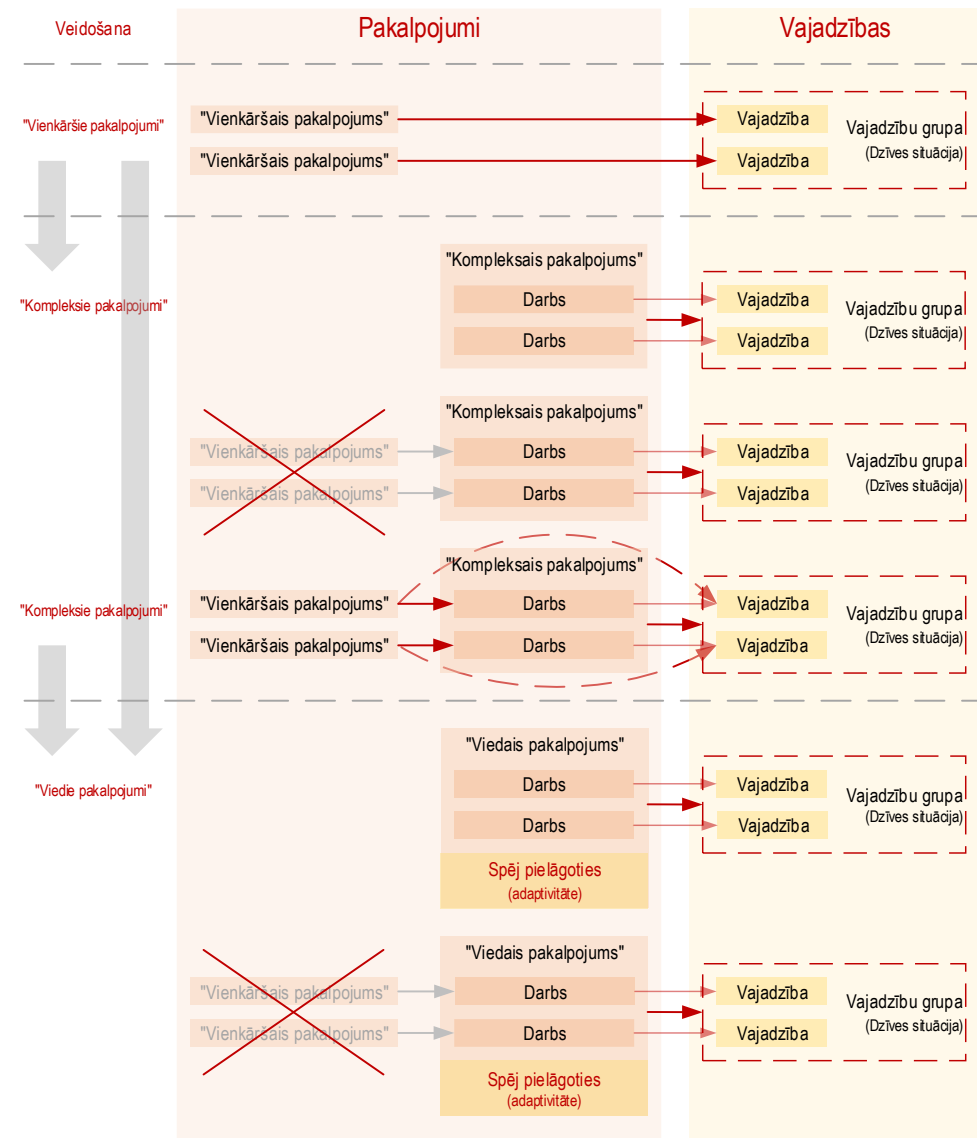 Veidošana
Pakalpojumi
Vajadzības
"Vienkāršie pakalpojumi"
"Vienkāršais pakalpojums"
Vajadzība
"Vienkāršais pakalpojums"
Vajadzība
Vajadzību grupa
(Dzīves situācija)
"Kompleksie pakalpojumi"
"Kompleksais pakalpojums"
Darbs
Vajadzība
Darbs
Vajadzība
Vajadzību grupa
(Dzīves situācija)
"Kompleksais pakalpojums"
"Vienkāršais pakalpojums"
Darbs
Vajadzība
"Vienkāršais pakalpojums"
Darbs
Vajadzība
Vajadzību grupa
(Dzīves situācija)
"Kompleksie pakalpojumi"
"Kompleksais pakalpojums"
"Vienkāršais pakalpojums"
Darbs
Vajadzība
"Vienkāršais pakalpojums"
Darbs
Vajadzība
Vajadzību grupa
(Dzīves situācija)
"Viedie pakalpojumi"
"Viedais pakalpojums"
Darbs
Vajadzība
Darbs
Vajadzība
Vajadzību grupa
(Dzīves situācija)
Spēj pielāgoties
(adaptivitāte)
"Viedais pakalpojums"
"Vienkāršais pakalpojums"
Darbs
Vajadzība
"Vienkāršais pakalpojums"
Darbs
Vajadzība
Vajadzību grupa
(Dzīves situācija)
Spēj pielāgoties
(adaptivitāte)